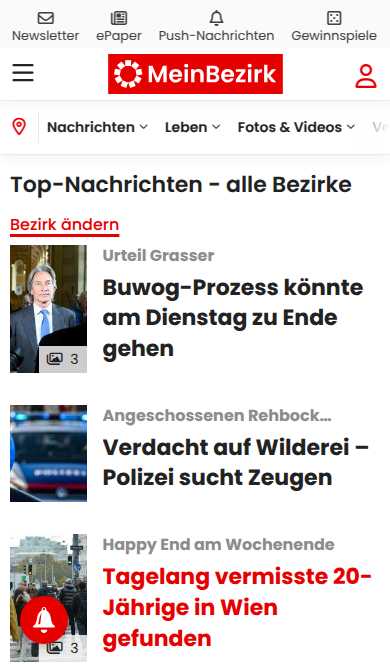 Newsletter ePaper Push-Nachrichten Gewinnspiele
MeinBezirk
Nachrichten Leben Fotos & Videos
Top-Nachrichten - alle Bezirke
Bezirk ändern
Urteil Grasser
Buwog-Prozess könnte
am Dienstag zu Ende
gehen
3
Angeschossenen Rehbock...
Verdacht auf Wilderei –
Polizei sucht Zeugen
Happy End am Wochenende
Tagelang vermisste 20-
Jährige in Wien
gefunden
3